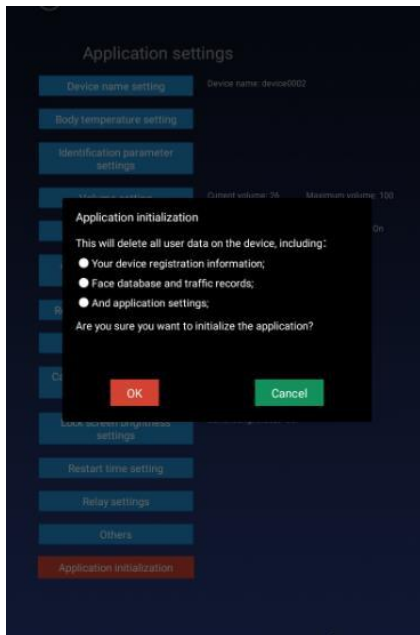 Application settings
Device name setting Device name: device0002
Body temperature setting
Identification parameter
settings
Volume setting Current volume: 26 Maximum volume: 100
On
Application initialization
This will delete all user data on the device, including:
Your device registration information;
Face database and traffic records;
And application settings;
Are you sure you want to initialize the application?
OK Cancel
Lock screen brightness
settings
Restart time setting
Relay settings
Others
Application initialization